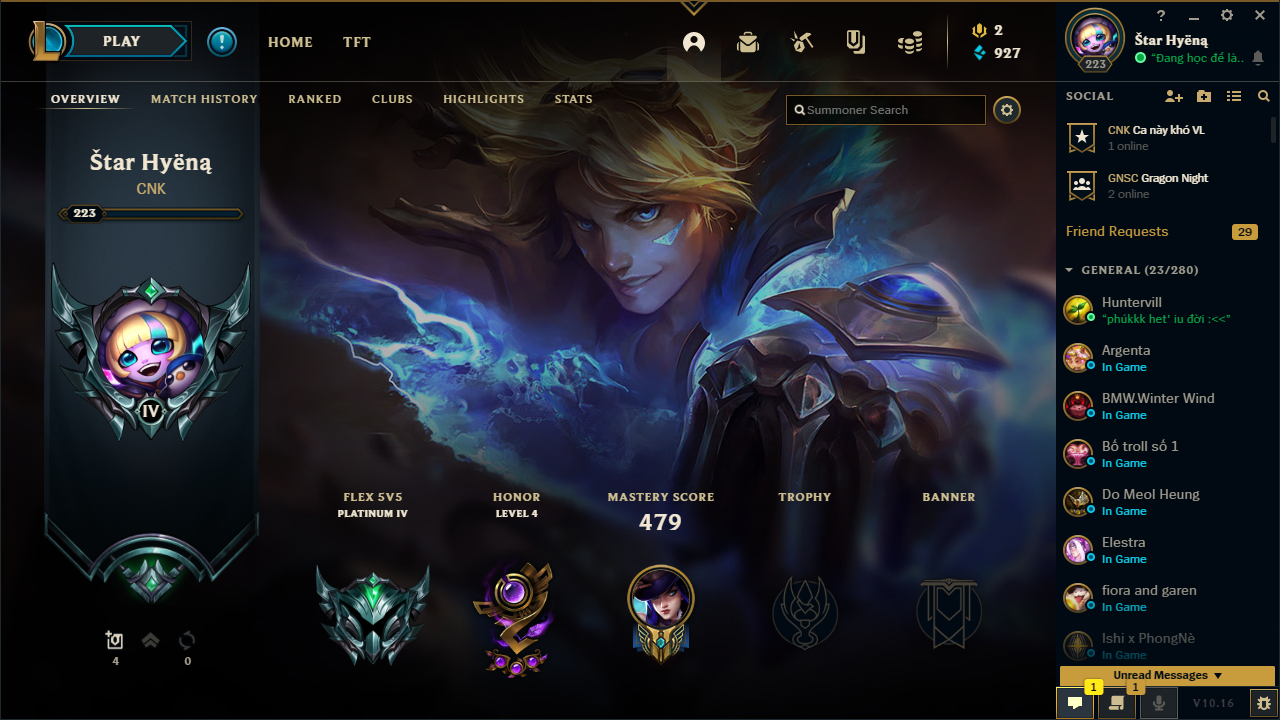 PLAY
HOME
TFT
2
927
?
Štar Hyëną
223
"Đang học để là..
OVERVIEW
MATCH HISTORY
RANKED
CLUBS
HIGHLIGHTS
STATS
Summoner Search
Štar Hyëną
CNK
223
IV
4
0
FLEX 5V5
PLATINUM IV
HONOR
LEVEL 4
MASTERY SCORE
479
TROPHY
BANNER
SOCIAL
CNK Ca này khó VL
1 online
GNSC Gragon Night
2 online
Friend Requests
29
GENERAL (23/280)
Huntervill
"phúkkk het' iu đời :<<"
Argenta
In Game
BMW.Winter Wind
In Game
Bố troll số 1
In Game
Do Meol Heung
In Game
Elestra
In Game
fiora and garen
In Game
Ishi x PhongNè
In Game
Unread Messages
1
1
V10.16